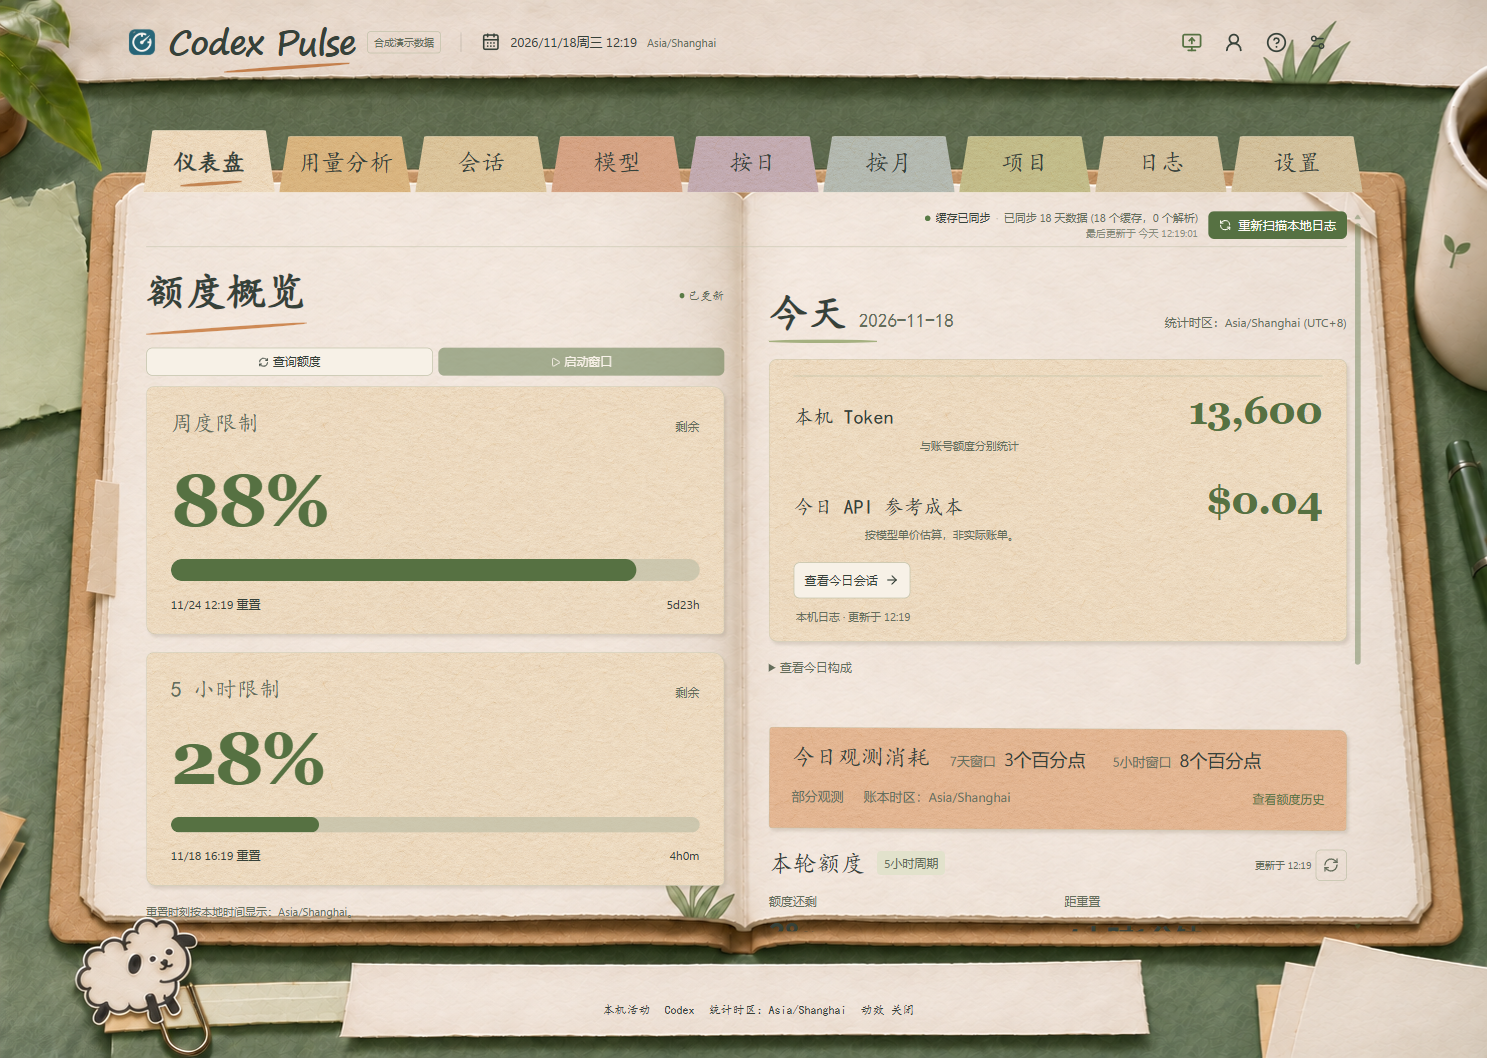 Codex Pulse 合成演示数据 2026/11/18周三 12:19 Asia/Shanghai
仪表盘 用量分析 会话 模型 按日 按月 项目 日志 设置
缓存已同步 · 已同步 18 天数据 (18 个缓存，0 个解析)
最后更新于 今天 12:19:01
重新扫描本地日志
额度概览
已更新
查询额度
启动窗口
周度限制
剩余
88%
11/24 12:19 重置
5d23h
5 小时限制
剩余
28%
11/18 16:19 重置
4h0m
重置时刻按本地时间显示：Asia/Shanghai。
今天 2026-11-18
统计时区：Asia/Shanghai (UTC+8)
本机 Token
13,600
与账号额度分别统计
今日 API 参考成本
$0.04
按模型单价估算，非实际账单。
查看今日会话 →
本机日志 · 更新于 12:19
查看今日构成
今日观测消耗 7天窗口 3个百分点 5小时窗口 8个百分点
部分观测 账本时区：Asia/Shanghai
查看额度历史
本轮额度 5小时周期
更新于 12:19
额度还剩
距重置
本机活动 Codex 统计时区：Asia/Shanghai 动效 关闭